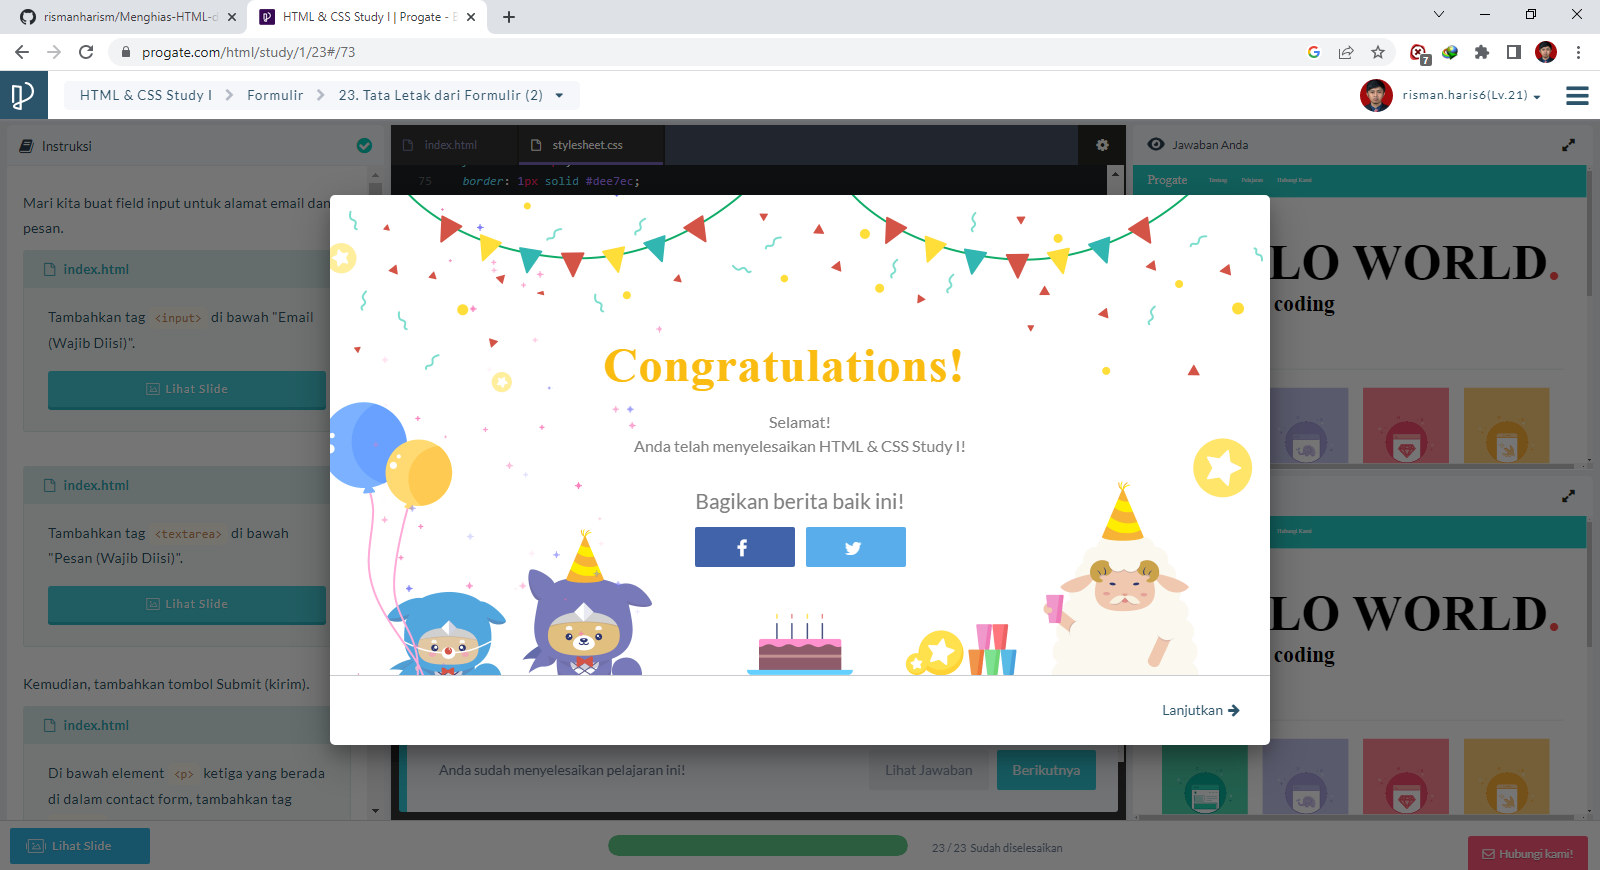 rismanharism/Menghias-HTML-d
HTML & CSS Study I | Progate - B
progate.com/html/study/1/23#/73
7
HTML & CSS Study I
Formulir
23. Tata Letak dari Formulir (2)
risman.haris6(Lv.21)
Instruksi
index.html
stylesheet.css
Jawaban Anda
75 border: 1px solid #dee7ec;
Mari kita buat field input untuk alamat email dan
pesan.
index.html
Tambahkan tag <input> di bawah "Email
(Wajib Diisi)".
Lihat Slide
index.html
Tambahkan tag <textarea> di bawah
"Pesan (Wajib Diisi)".
Lihat Slide
Kemudian, tambahkan tombol Submit (kirim).
index.html
Di bawah element <p> ketiga yang berada
di dalam contact form, tambahkan tag
Congratulations!
Selamat!
Anda telah menyelesaikan HTML & CSS Study I!
Bagikan berita baik ini!
Lanjutkan
Anda sudah menyelesaikan pelajaran ini!
Lihat Jawaban
Berikutnya
Progate
Tentang
Pelajaran
Hubungi Kami
LO WORLD.
coding
Hubungi Kami
LO WORLD.
coding
Lihat Slide
23 / 23 Sudah diselesaikan
Hubungi kami!